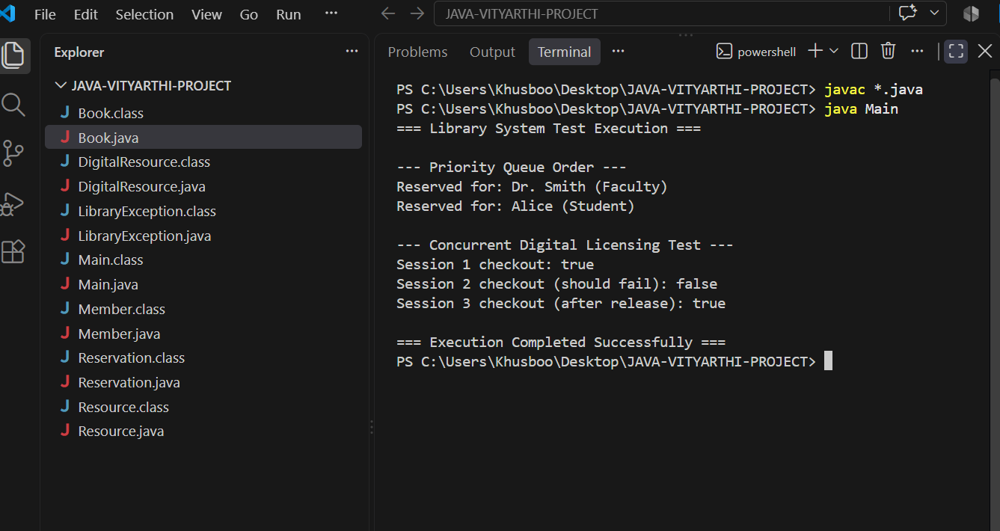 File Edit Selection View Go Run ···
JAVA-VITYARTHI-PROJECT
Explorer ···
JAVA-VITYARTHI-PROJECT
J Book.class
J Book.java
J DigitalResource.class
J DigitalResource.java
J LibraryException.class
J LibraryException.java
J Main.class
J Main.java
J Member.class
J Member.java
J Reservation.class
J Reservation.java
J Resource.class
J Resource.java
Problems Output Terminal ··· powershell ···
PS C:\Users\Khusboo\Desktop\JAVA-VITYARTHI-PROJECT> javac *.java
PS C:\Users\Khusboo\Desktop\JAVA-VITYARTHI-PROJECT> java Main
=== Library System Test Execution ===
--- Priority Queue Order ---
Reserved for: Dr. Smith (Faculty)
Reserved for: Alice (Student)
--- Concurrent Digital Licensing Test ---
Session 1 checkout: true
Session 2 checkout (should fail): false
Session 3 checkout (after release): true
=== Execution Completed Successfully ===
PS C:\Users\Khusboo\Desktop\JAVA-VITYARTHI-PROJECT>